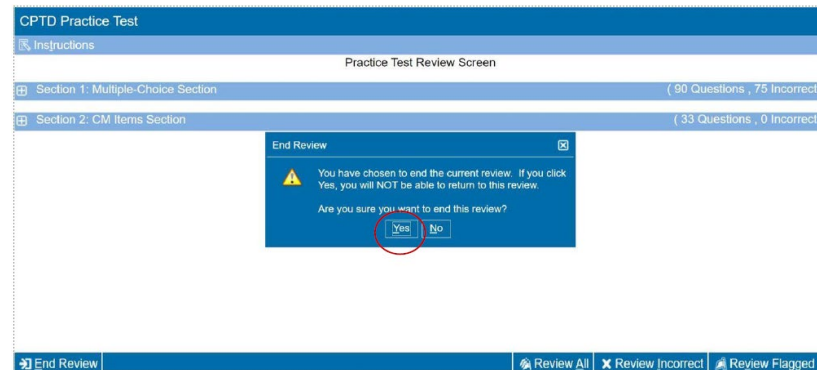 CPTD Practice Test
Instructions
Practice Test Review Screen
Section 1: Multiple-Choice Section ( 90 Questions , 75 Incorrect
Section 2: CM Items Section ( 33 Questions , 0 Incorrect
End Review
You have chosen to end the current review. If you click
Yes, you will NOT be able to return to this review.
Are you sure you want to end this review?
Yes No
End Review Review All Review Incorrect Review Flagged